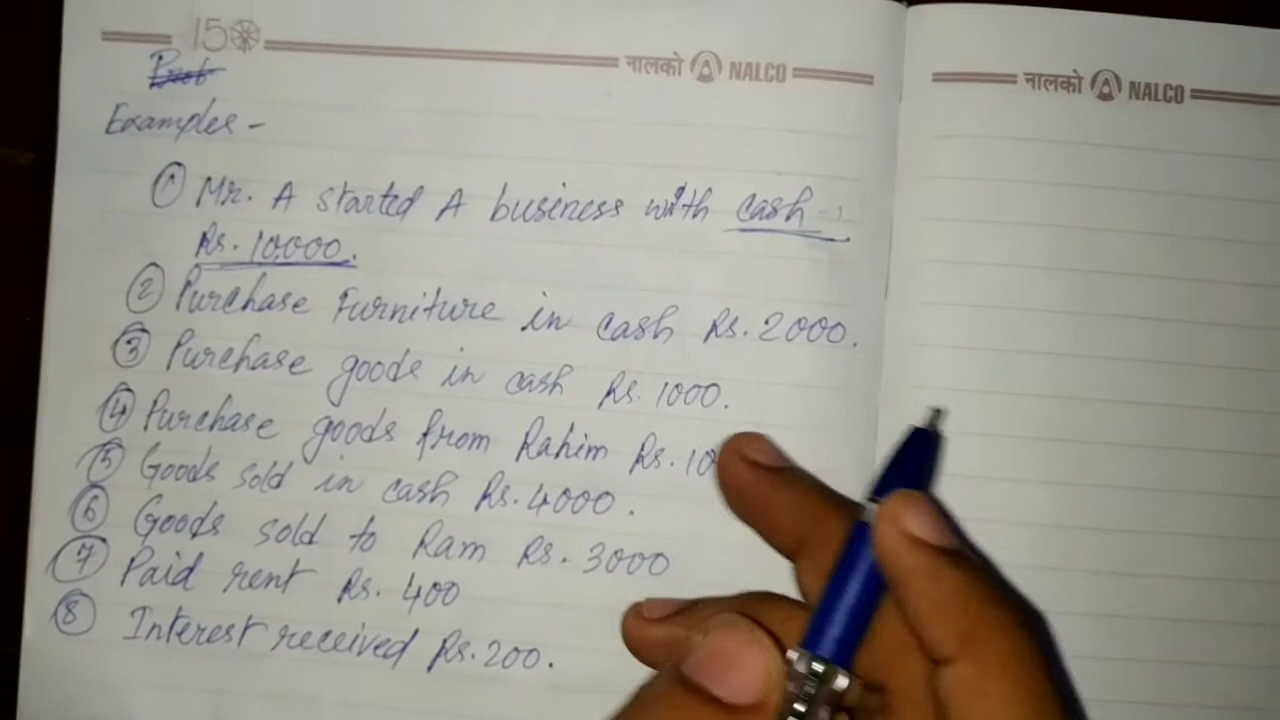 150
नालको NALCO
Examples -
① Mr. A started A business with cash -
Rs. 10,000.
② Purchase Furniture in cash Rs. 2000.
③ Purchase goods in cash Rs. 1000.
④ Purchase goods from Rahim Rs.
⑤ Goods sold in cash Rs. 4000.
⑥ Goods sold to Ram Rs. 3000
⑦ Paid rent Rs. 400
⑧ Interest received Rs. 200.
नालको NALCO